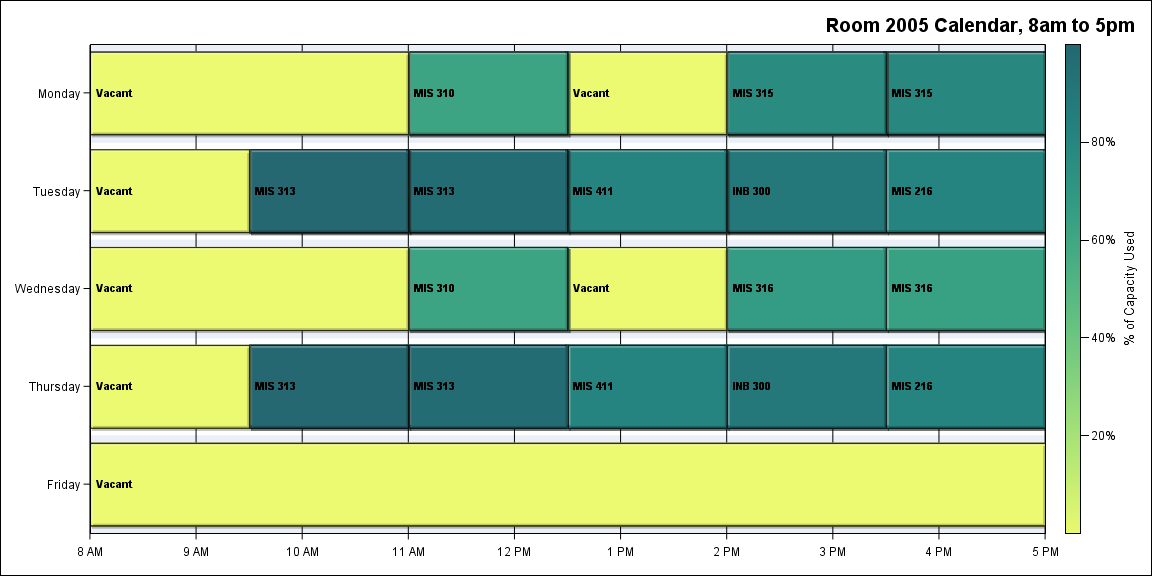 Room 2005 Calendar, 8am to 5pm
Monday
Vacant
MIS 310
Vacant
MIS 315
MIS 315
Tuesday
Vacant
MIS 313
MIS 313
MIS 411
INB 300
MIS 216
Wednesday
Vacant
MIS 310
Vacant
MIS 316
MIS 316
Thursday
Vacant
MIS 313
MIS 313
MIS 411
INB 300
MIS 216
Friday
Vacant
8 AM
9 AM
10 AM
11 AM
12 PM
1 PM
2 PM
3 PM
4 PM
5 PM
80%
60%
40%
20%
% of Capacity Used